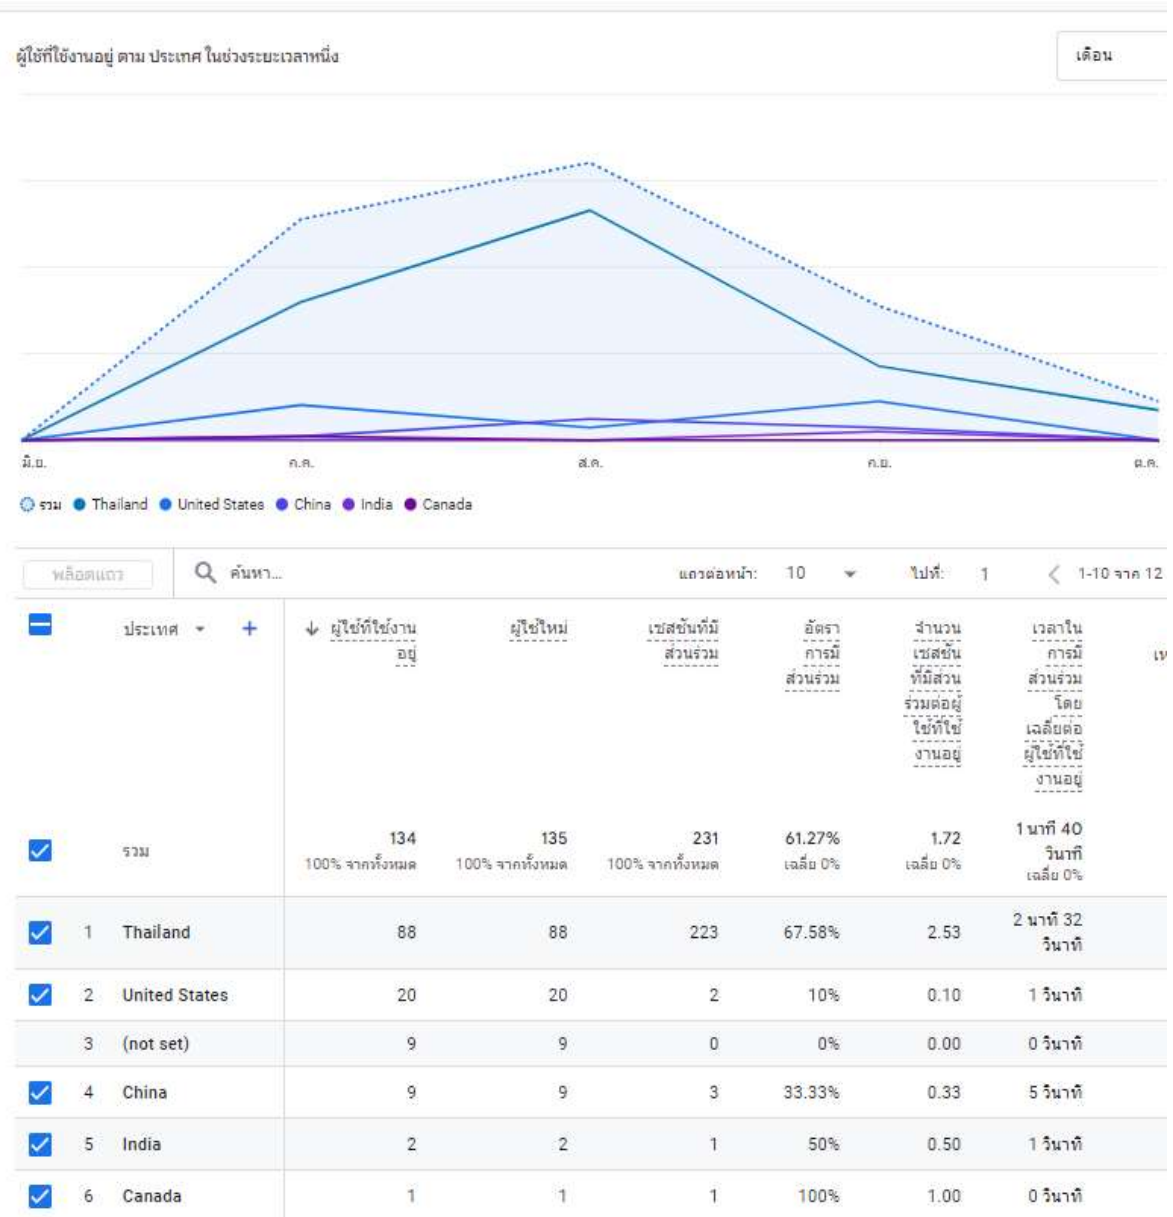 ผู้ใช้ที่ใช้งานอยู่ ตาม ประเทศ ในช่วงระยะเวลาหนึ่ง
เดือน
มิ.ย. ก.ค. ส.ค. ก.ย. ต.ค.
รวม Thailand United States China India Canada
พล็อตแถว ค้นหา... แถวต่อหน้า: 10 ไปที่: 1 1-10 จาก 12
ประเทศ + ↓ ผู้ใช้ที่ใช้งาน ผู้ใช้ใหม่ เซสชันที่มี อัตรา จำนวน เวลาใน
อยู่ ส่วนร่วม การมี เซสชัน การมี
ส่วนร่วม ที่มีส่วน ส่วนร่วม
ร่วมต่อผู้ โดย
ใช้ที่ใช้ เฉลี่ยต่อ
งานอยู่ ผู้ใช้ที่ใช้
งานอยู่
รวม 134 135 231 61.27% 1.72 1 นาที 40
วินาที
100% จากทั้งหมด 100% จากทั้งหมด 100% จากทั้งหมด เฉลี่ย 0% เฉลี่ย 0% เฉลี่ย 0%
1 Thailand 88 88 223 67.58% 2.53 2 นาที 32
วินาที
2 United States 20 20 2 10% 0.10 1 วินาที
3 (not set) 9 9 0 0% 0.00 0 วินาที
4 China 9 9 3 33.33% 0.33 5 วินาที
5 India 2 2 1 50% 0.50 1 วินาที
6 Canada 1 1 1 100% 1.00 0 วินาที